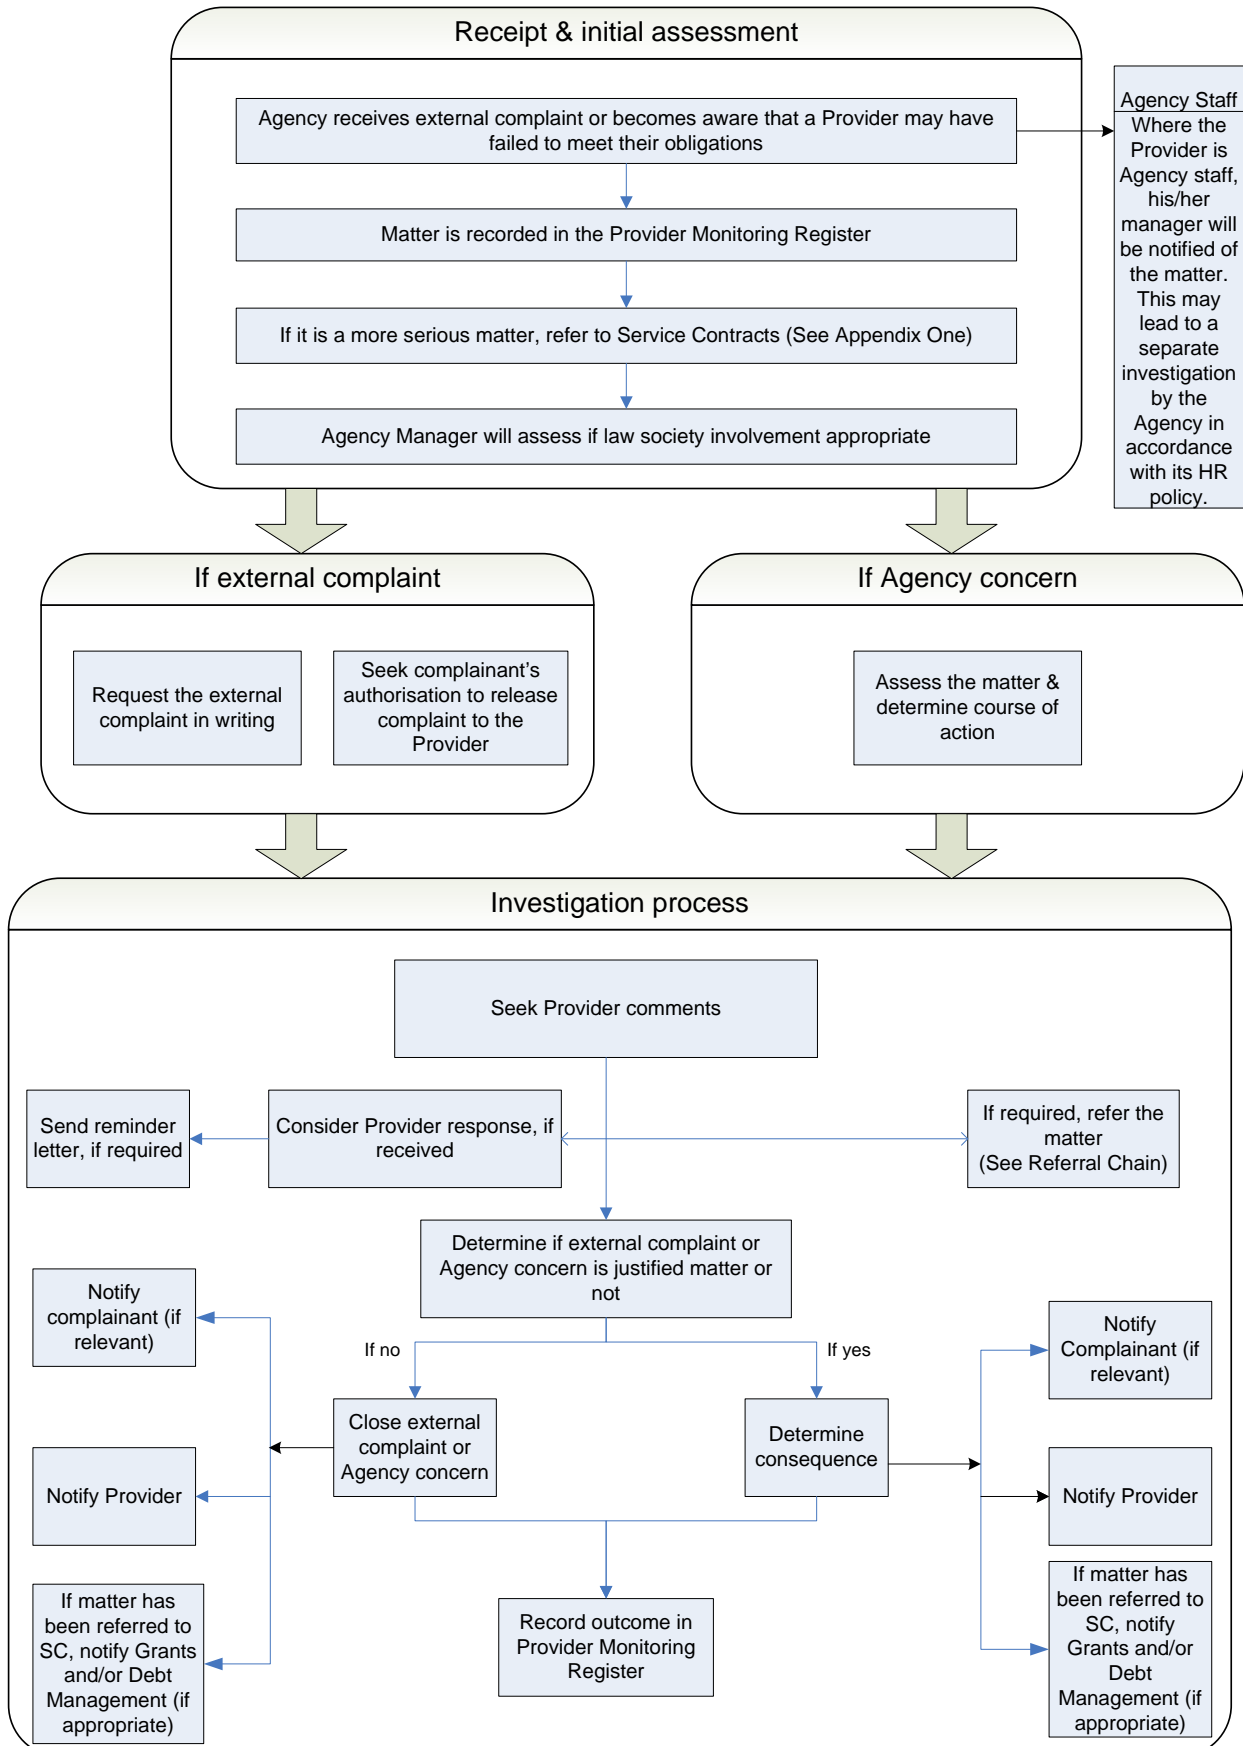 Receipt & initial assessment
Agency receives external complaint or becomes aware that a Provider may have
failed to meet their obligations
Matter is recorded in the Provider Monitoring Register
If it is a more serious matter, refer to Service Contracts (See Appendix One)
Agency Manager will assess if law society involvement appropriate
Agency Staff
Where the
Provider is
Agency staff,
his/her
manager will
be notified of
the matter.
This may
lead to a
separate
investigation
by the
Agency in
accordance
with its HR
policy.
If external complaint
Request the external
complaint in writing
Seek complainant’s
authorisation to release
complaint to the
Provider
If Agency concern
Assess the matter &
determine course of
action
Investigation process
Seek Provider comments
Send reminder
letter, if required
Consider Provider response, if
received
If required, refer the
matter
(See Referral Chain)
Determine if external complaint or
Agency concern is justified matter or
not
If no
If yes
Notify
complainant (if
relevant)
Close external
complaint or
Agency concern
Determine
consequence
Notify
Complainant (if
relevant)
Notify Provider
Notify Provider
If matter has
been referred to
SC, notify Grants
and/or Debt
Management (if
appropriate)
Record outcome in
Provider Monitoring
Register
If matter has
been referred to
SC, notify
Grants and/or
Debt
Management (if
appropriate)